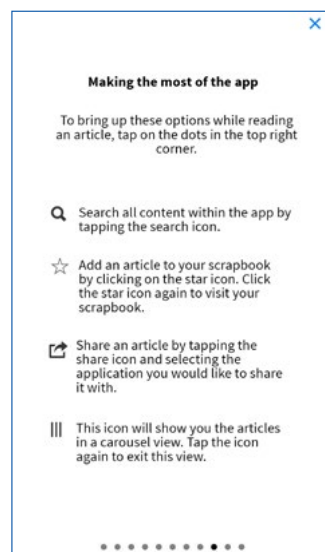 Making the most of the app
To bring up these options while reading
an article, tap on the dots in the top right
corner.
Search all content within the app by
tapping the search icon.
Add an article to your scrapbook
by clicking on the star icon. Click
the star icon again to visit your
scrapbook.
Share an article by tapping the
share icon and selecting the
application you would like to share
it with.
This icon will show you the articles
in a carousel view. Tap the icon
again to exit this view.